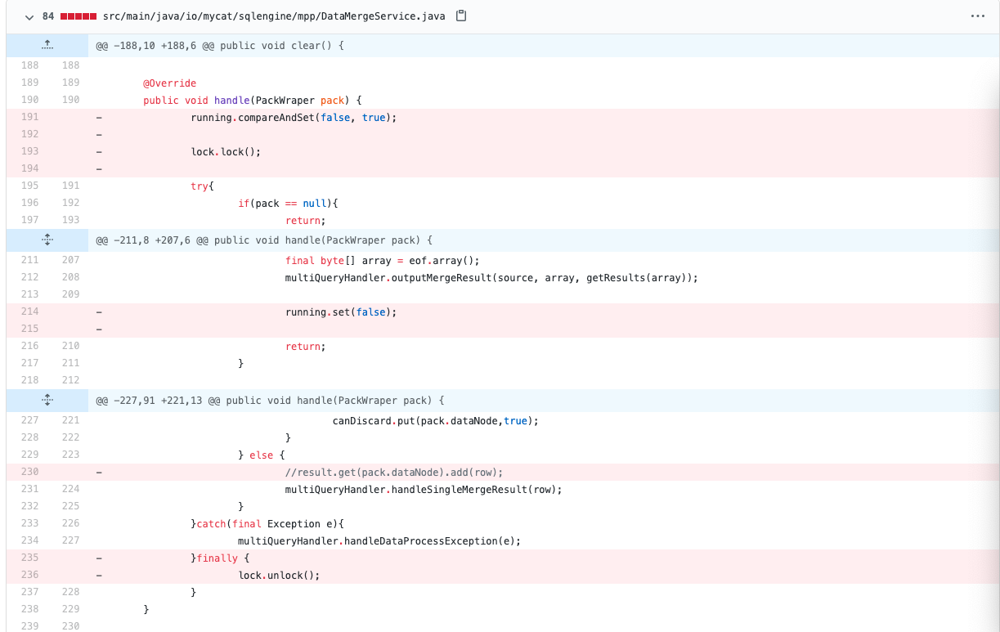 84 src/main/java/io/mycat/sqlengine/mpp/DataMergeService.java
@@ -188,10 +188,6 @@ public void clear() {
188 188
189 189 @Override
190 190 public void handle(PackWraper pack) {
191 - running.compareAndSet(false, true);
192 -
193 - lock.lock();
194 -
195 191 try{
196 192 if(pack == null){
197 193 return;
@@ -211,8 +207,6 @@ public void handle(PackWraper pack) {
211 207 final byte[] array = eof.array();
212 208 multiQueryHandler.outputMergeResult(source, array, getResults(array));
213 209
214 - running.set(false);
215 -
216 210 return;
217 211 }
218 212
@@ -227,91 +221,13 @@ public void handle(PackWraper pack) {
227 221 canDiscard.put(pack.dataNode,true);
228 222 }
229 223 } else {
230 - //result.get(pack.dataNode).add(row);
231 224 multiQueryHandler.handleSingleMergeResult(row);
232 225 }
233 226 }catch(final Exception e){
234 227 multiQueryHandler.handleDataProcessException(e);
235 - }finally {
236 - lock.unlock();
237 228 }
238 229 }
239 230